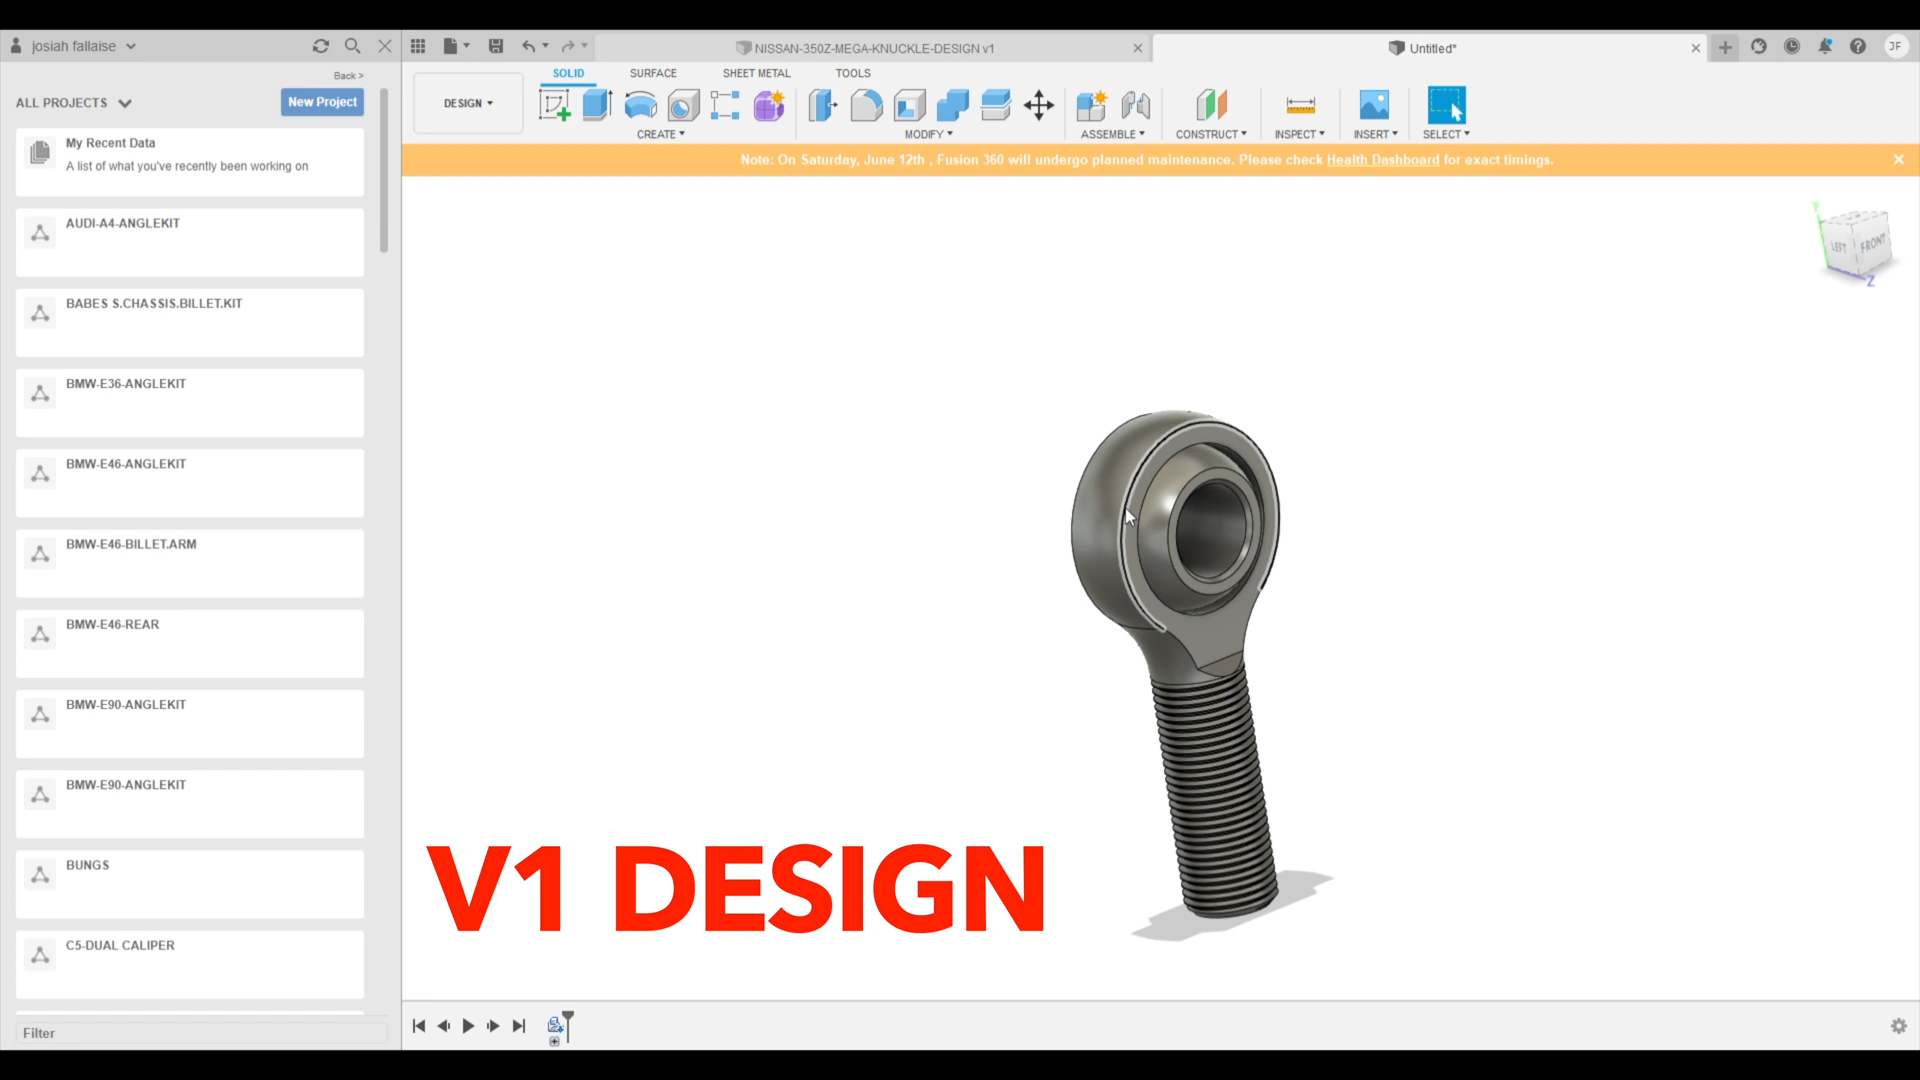 josiah fallaise
NISSAN-350Z-MEGA-KNUCKLE-DESIGN v1
Untitled*
JF
Back >
ALL PROJECTS
New Project
My Recent Data
A list of what you've recently been working on
AUDI-A4-ANGLEKIT
BABES S.CHASSIS.BILLET.KIT
BMW-E36-ANGLEKIT
BMW-E46-ANGLEKIT
BMW-E46-BILLET.ARM
BMW-E46-REAR
BMW-E90-ANGLEKIT
BMW-E90-ANGLEKIT
BUNGS
C5-DUAL CALIPER
Filter
DESIGN
SOLID
SURFACE
SHEET METAL
TOOLS
CREATE
MODIFY
ASSEMBLE
CONSTRUCT
INSPECT
INSERT
SELECT
Note: On Saturday, June 12th , Fusion 360 will undergo planned maintenance. Please check Health Dashboard for exact timings.
Y
LEFT
FRONT
Z
V1 DESIGN